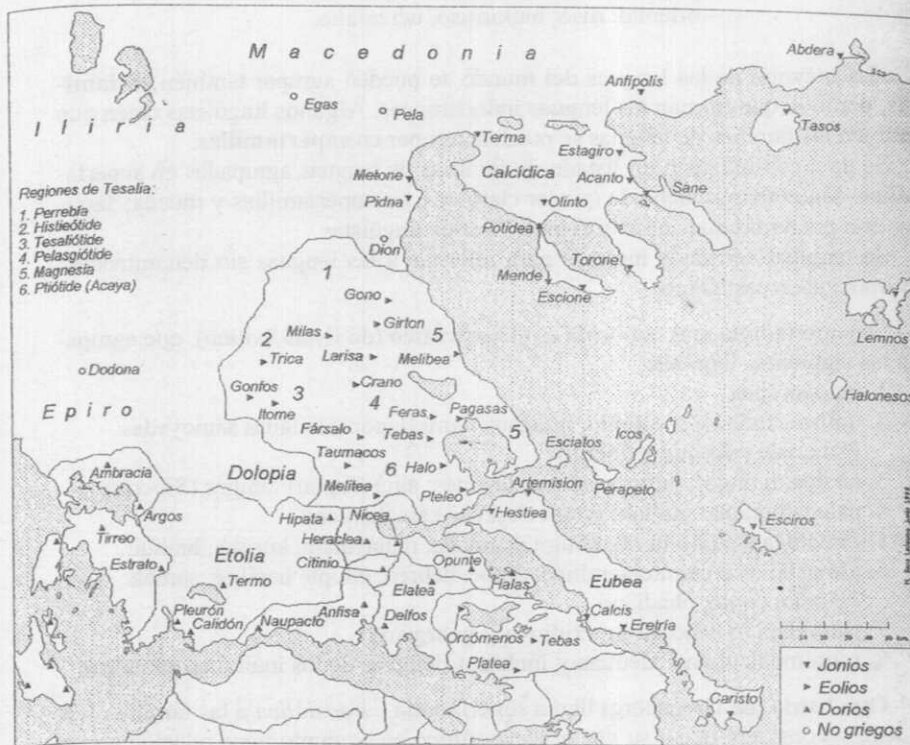 Macedonia
Iliria
Abdera
Anfípolis
Egas
Pela
Tasos
Terma
Estagiro
Metone
Calcídica
Acanto
Sane
Pidna
Olinto
Regiones de Tesalia:
1. Perrebia
2. Histieótide
3. Tesaliótide
4. Pelasgiótide
5. Magnesia
6. Ptiótide (Acaya)
Potidea
Dion
Torone
Mende
Escione
1
Gono
Girton
5
Lemnos
2
Milas
Larisa
Melibea
Trica
Dodona
Crano
Halonesos
Gonfos
3
Itome
4
Epiro
Feras
Pagasas
Fársalo
Tebas
5
Esciatos
Icos
Taumacos
6
Halo
Ambracia
Dolopia
Artemision
Perapeto
Melitea
Pteleo
Argos
Nicea
Hestiea
Esciros
Hipata
Tirreo
Heraclea
Etolia
Opunte
Estrato
Citinio
Eubea
Halas
Termo
Elatea
Calcis
Pleurón
Anfisa
Delfos
Eretria
Calidón
Naupacto
Orcómenos
Tebas
Platea
Jonios
Eolios
Dorios
No griegos
Caristo